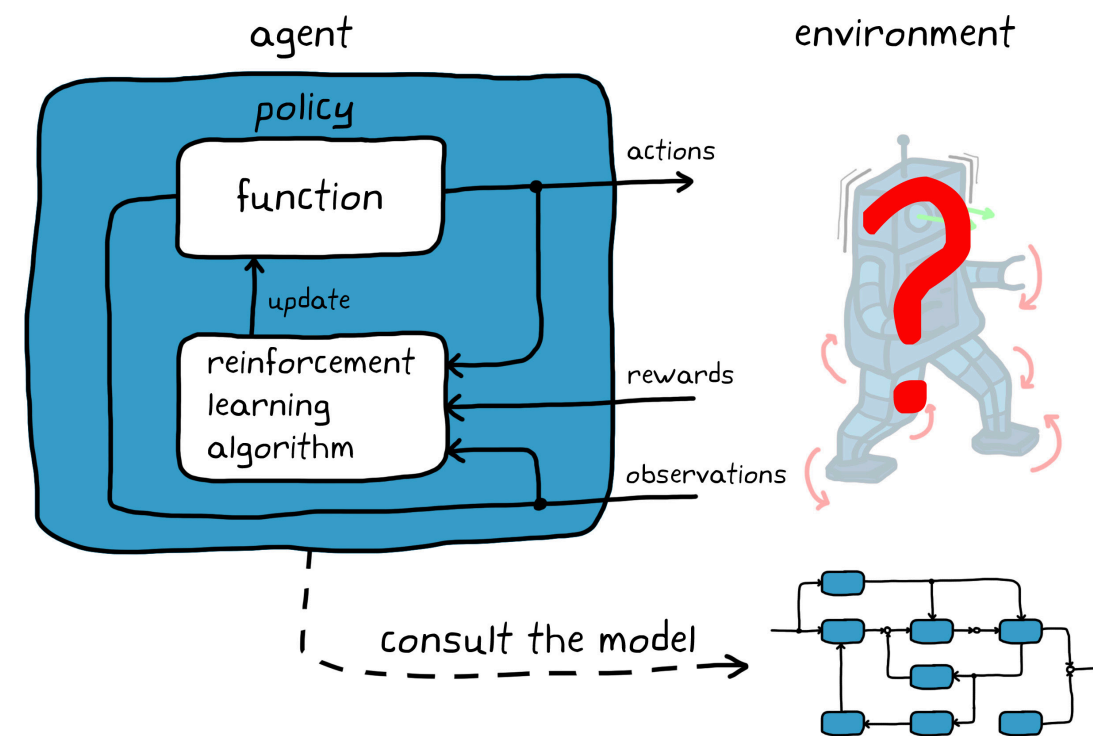 agent
environment
policy
function
actions
update
reinforcement
learning
algorithm
rewards
observations
consult the model
?